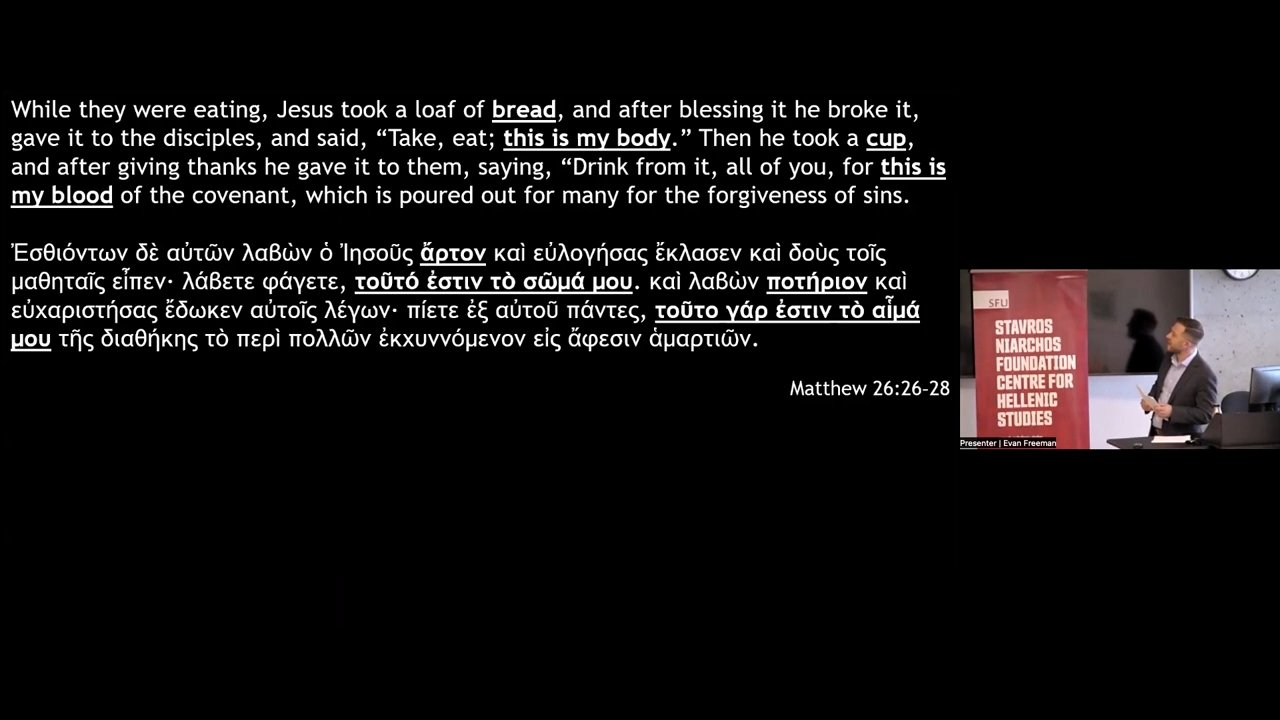 While they were eating, Jesus took a loaf of bread, and after blessing it he broke it,
gave it to the disciples, and said, “Take, eat; this is my body.” Then he took a cup,
and after giving thanks he gave it to them, saying, “Drink from it, all of you, for this is
my blood of the covenant, which is poured out for many for the forgiveness of sins.
Ἐσθιόντων δὲ αὐτῶν λαβὼν ὁ Ἰησοῦς ἄρτον καὶ εὐλογήσας ἔκλασεν καὶ δοὺς τοῖς
μαθηταῖς εἶπεν· λάβετε φάγετε, τοῦτό ἐστιν τὸ σῶμά μου. καὶ λαβὼν ποτήριον καὶ
εὐχαριστήσας ἔδωκεν αὐτοῖς λέγων· πίετε ἐξ αὐτοῦ πάντες, τοῦτο γάρ ἐστιν τὸ αἷμά
μου τῆς διαθήκης τὸ περὶ πολλῶν ἐκχυννόμενον εἰς ἄφεσιν ἁμαρτιῶν.
Matthew 26:26-28
SFU
STAVROS
NIARCHOS
FOUNDATION
CENTRE FOR
HELLENIC
STUDIES
Presenter | Evan Freeman